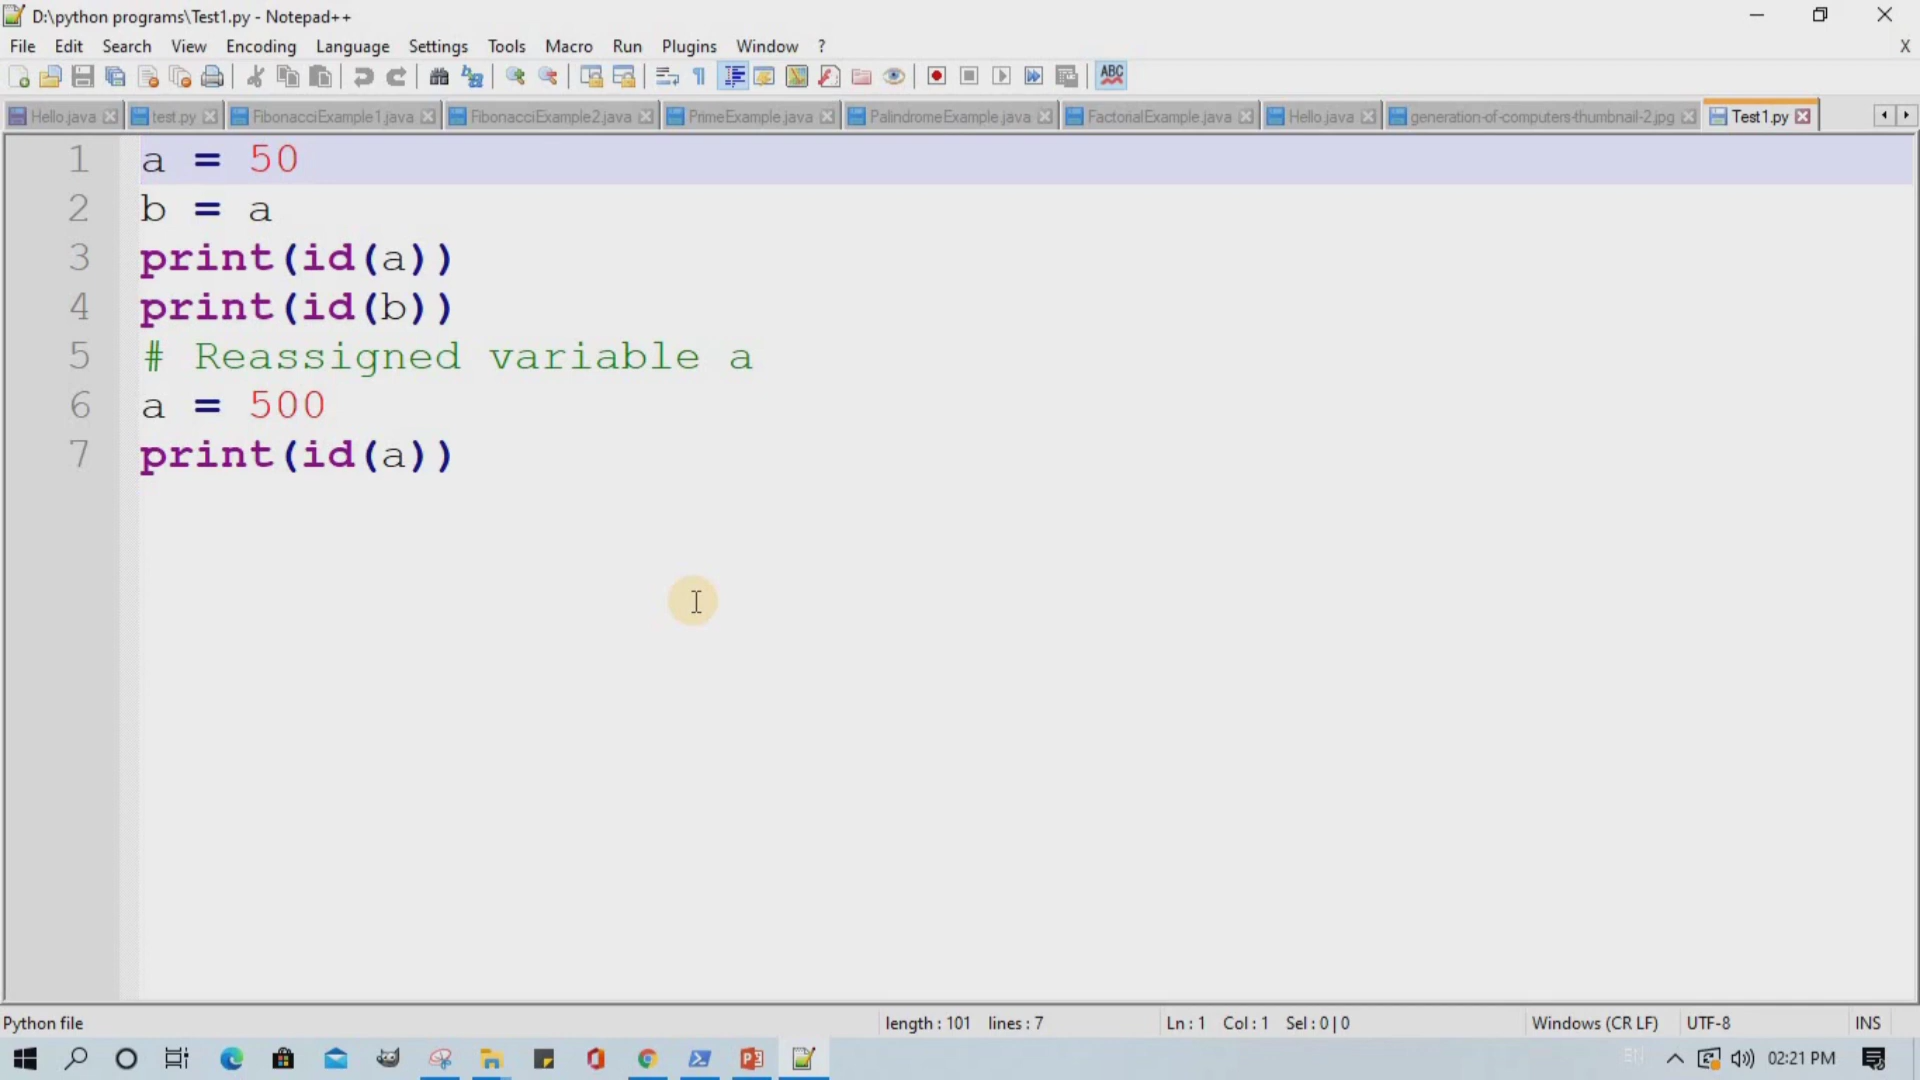 D:\python programs\Test1.py - Notepad++
File Edit Search View Encoding Language Settings Tools Macro Run Plugins Window ? X
ABC
Hello.java test.py FibonacciExample1.java FibonacciExample2.java PrimeExample.java PalindromeExample.java FactorialExample.java Hello.java generation-of-computers-thumbnail-2.jpg Test1.py
1 a = 50
2 b = a
3 print(id(a))
4 print(id(b))
5 # Reassigned variable a
6 a = 500
7 print(id(a))
Python file length : 101 lines : 7 Ln : 1 Col : 1 Sel : 0 | 0 Windows (CR LF) UTF-8 INS
02:21 PM